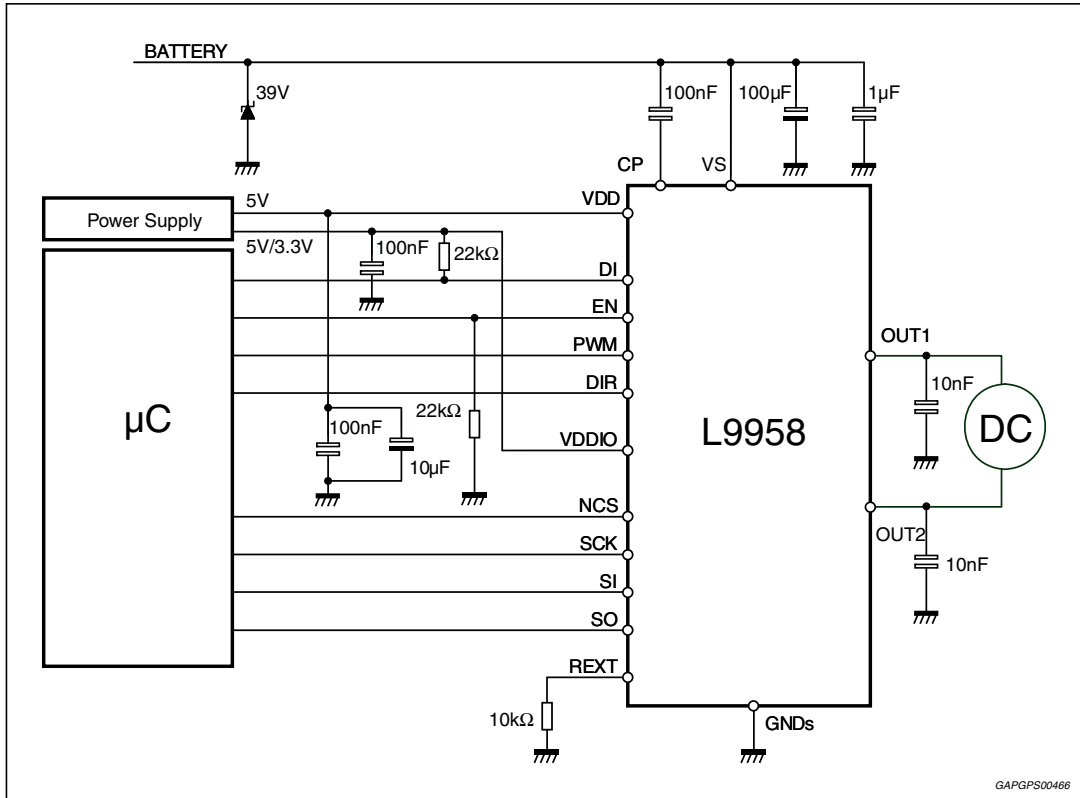 BATTERY
39V
100nF
100µF
1µF
CP
VS
5V
VDD
Power Supply
5V/3.3V
100nF
22kΩ
DI
EN
OUT1
PWM
10nF
DIR
µC
22kΩ
L9958
DC
100nF
VDDIO
10µF
NCS
OUT2
SCK
10nF
SI
SO
REXT
10kΩ
GNDs
GAPGPS00466